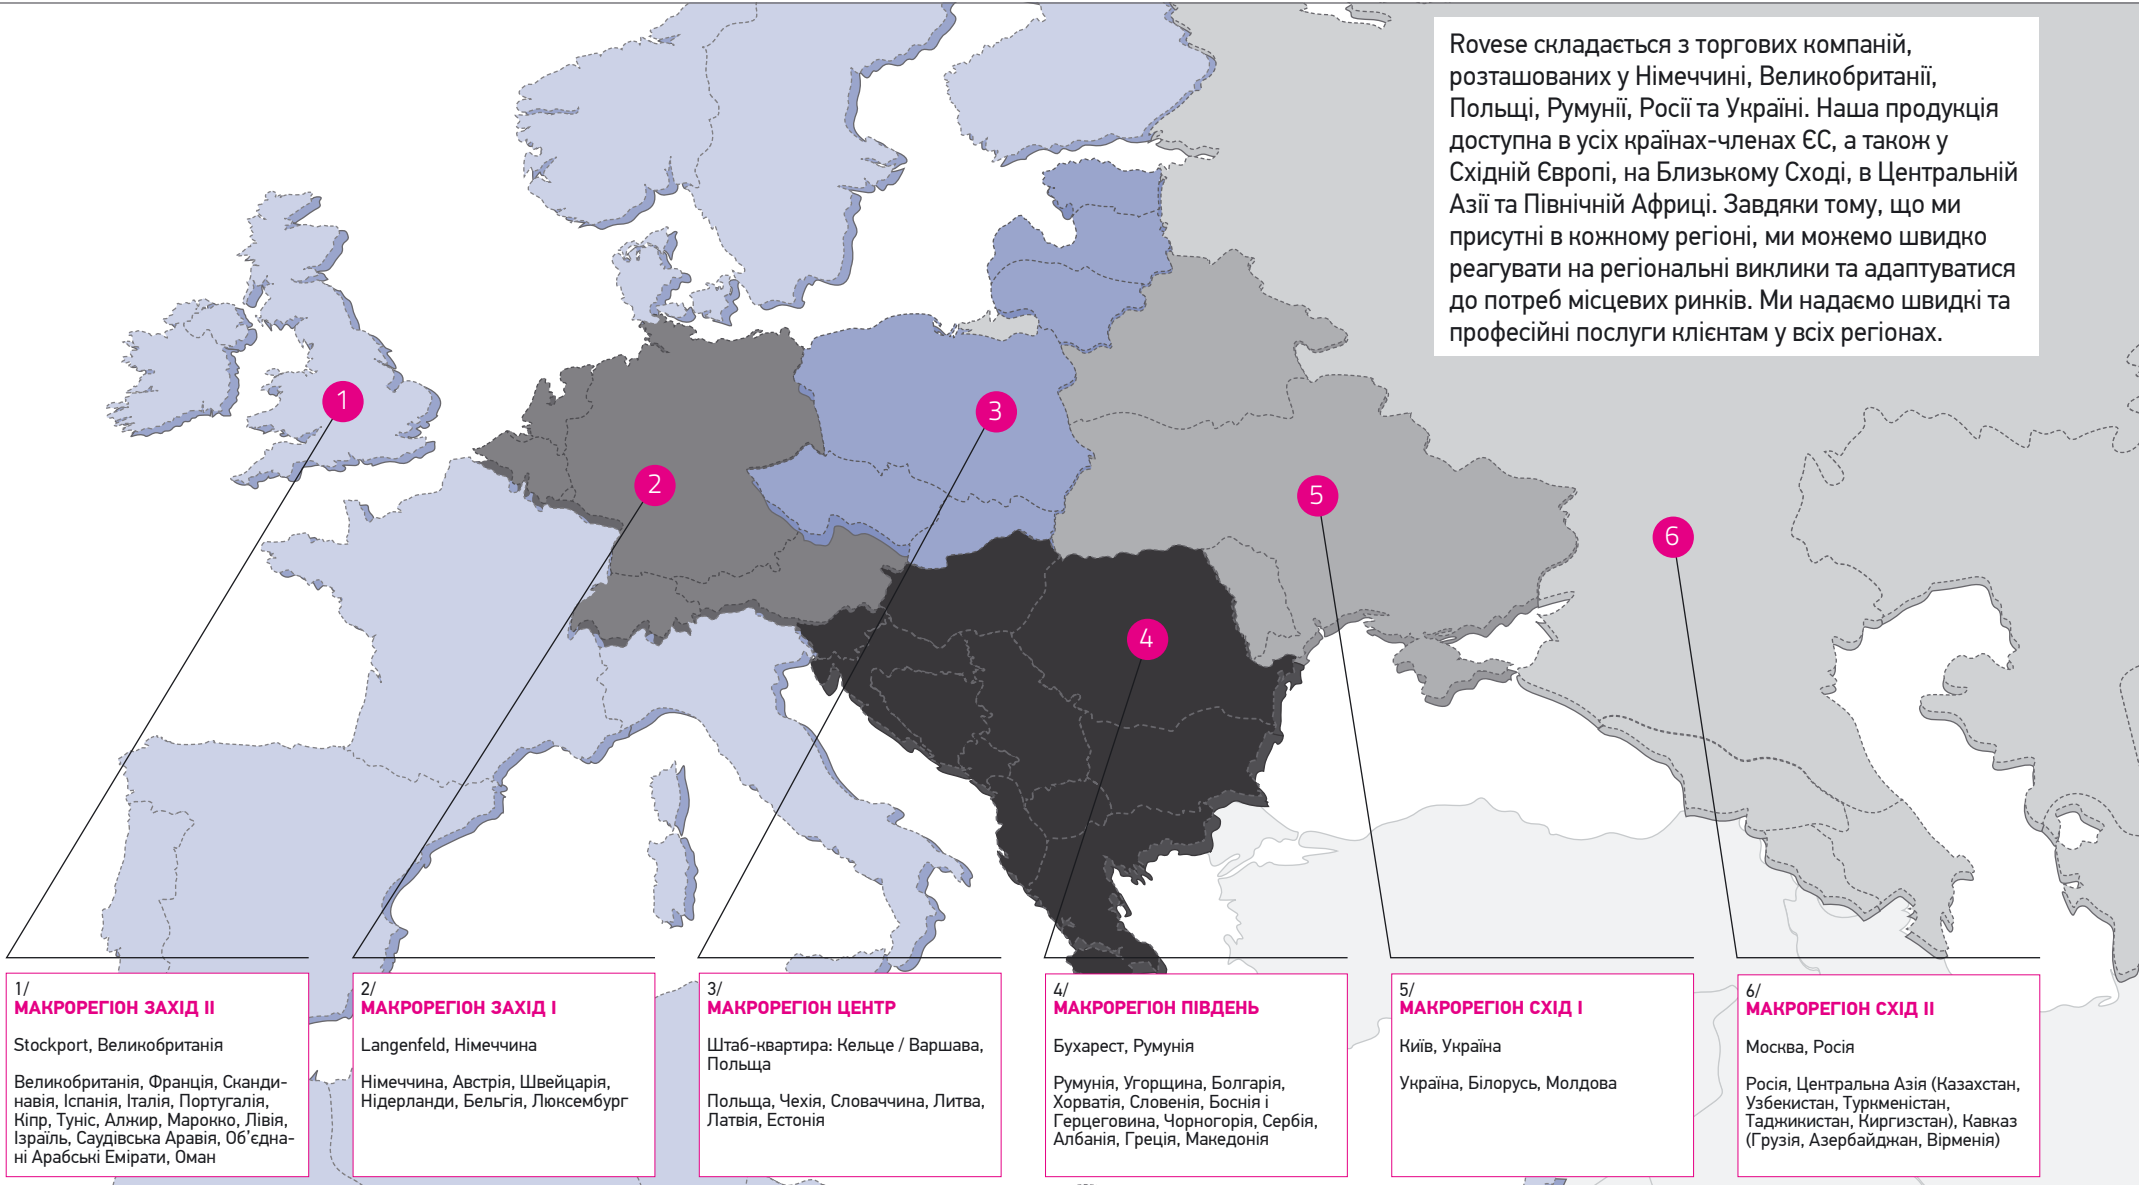 Rovese складається з торгових компаній,
розташованих у Німеччині, Великобританії,
Польщі, Румунії, Росії та Україні. Наша продукція
доступна в усіх країнах-членах ЄС, а також у
Східній Європі, на Близькому Сході, в Центральній
Азії та Північній Африці. Завдяки тому, що ми
присутні в кожному регіоні, ми можемо швидко
реагувати на регіональні виклики та адаптуватися
до потреб місцевих ринків. Ми надаємо швидкі та
професійні послуги клієнтам у всіх регіонах.
1
2
3
4
5
6
1/
МАКРОРЕГІОН ЗАХІД II
Stockport, Великобританія
Великобританія, Франція, Сканди-
навія, Іспанія, Італія, Португалія,
Кіпр, Туніс, Алжир, Марокко, Лівія,
Ізраїль, Саудівська Аравія, Об’єдна-
ні Арабські Емірати, Оман
2/
МАКРОРЕГІОН ЗАХІД I
Langenfeld, Німеччина
Німеччина, Австрія, Швейцарія,
Нідерланди, Бельгія, Люксембург
3/
МАКРОРЕГІОН ЦЕНТР
Штаб-квартира: Кельце / Варшава,
Польща
Польща, Чехія, Словаччина, Литва,
Латвія, Естонія
4/
МАКРОРЕГІОН ПІВДЕНЬ
Бухарест, Румунія
Румунія, Угорщина, Болгарія,
Хорватія, Словенія, Боснія і
Герцеговина, Чорногорія, Сербія,
Албанія, Греція, Македонія
5/
МАКРОРЕГІОН СХІД I
Київ, Україна
Україна, Білорусь, Молдова
6/
МАКРОРЕГІОН СХІД II
Москва, Росія
Росія, Центральна Азія (Казахстан,
Узбекистан, Туркменістан,
Таджикистан, Киргизстан), Кавказ
(Грузія, Азербайджан, Вірменія)